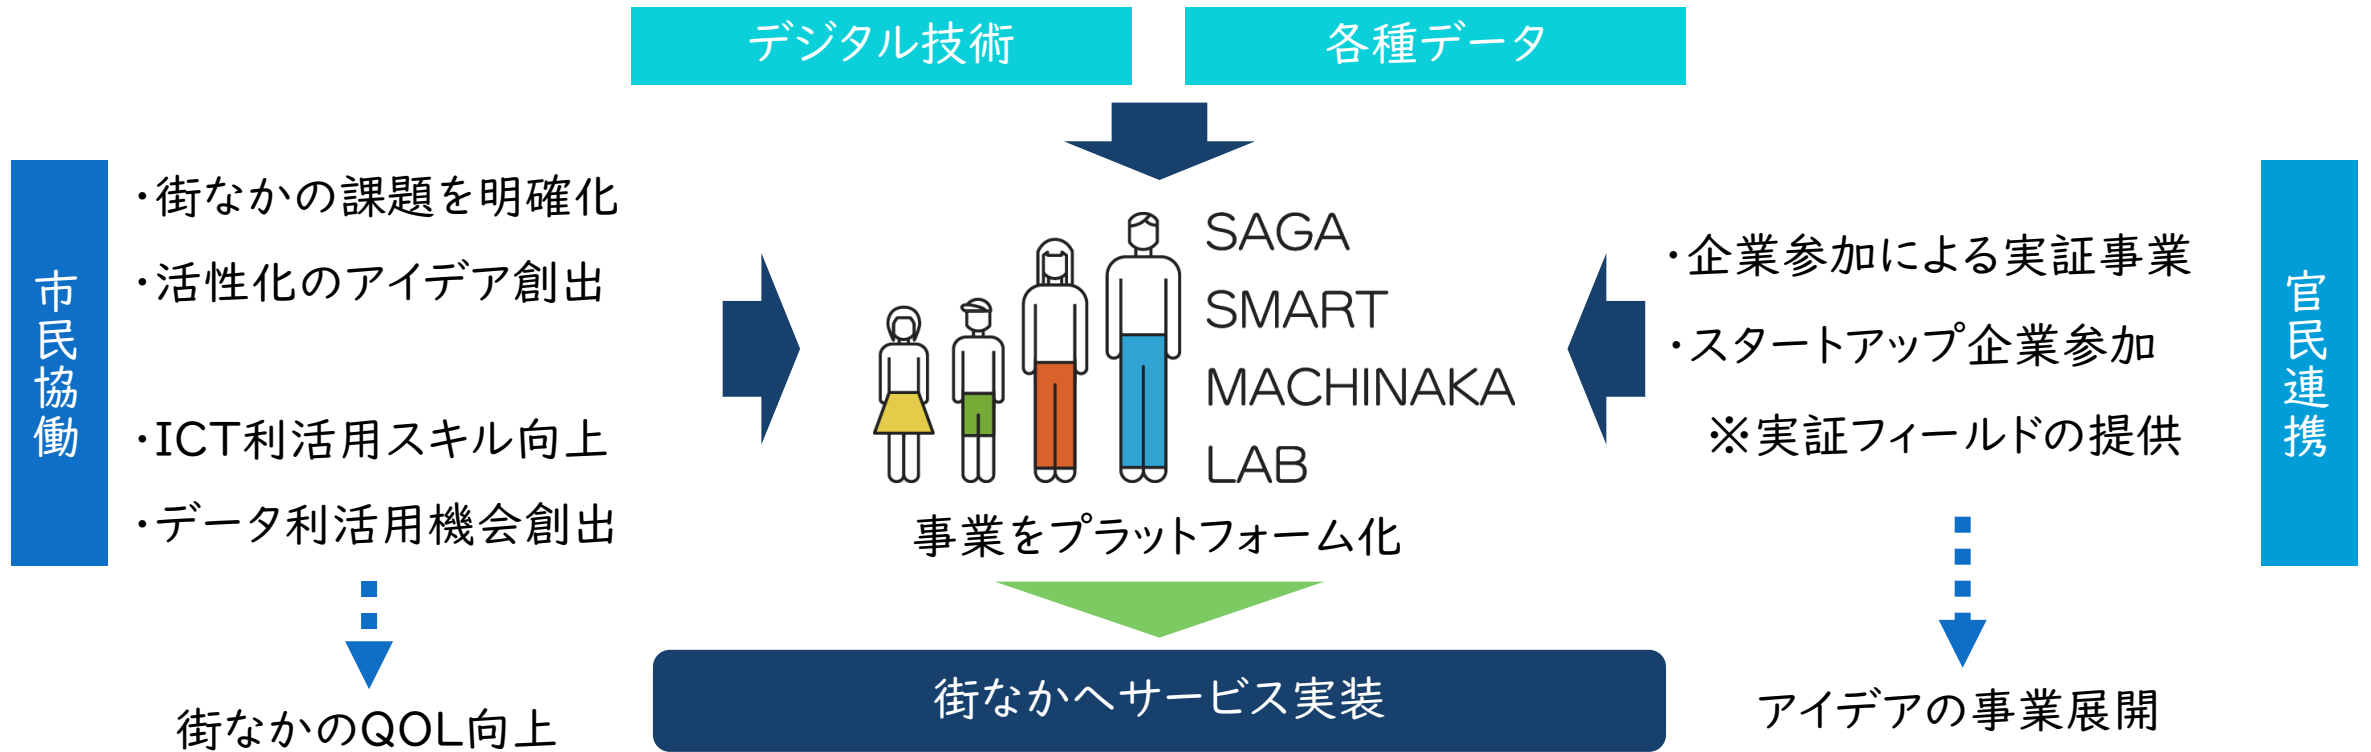 デジタル技術
各種データ
市民協働
・街なかの課題を明確化
・活性化のアイデア創出
・ICT利活用スキル向上
・データ利活用機会創出
街なかのQOL向上
SAGA
SMART
MACHINAKA
LAB
事業をプラットフォーム化
街なかへサービス実装
・企業参加による実証事業
・スタートアップ企業参加
※実証フィールドの提供
アイデアの事業展開
官民連携